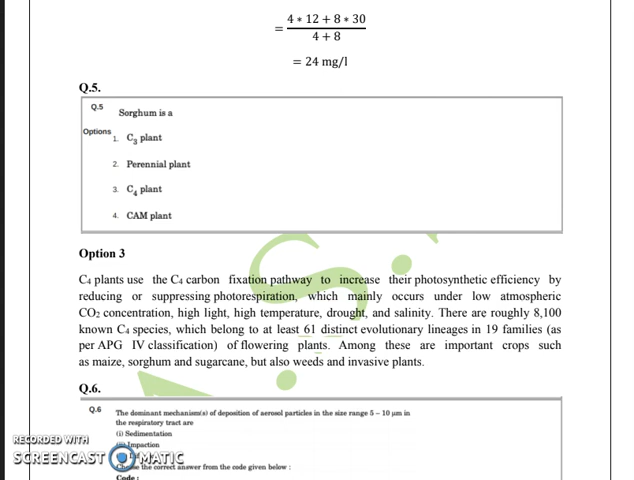 = 4 ∗ 12 + 8 ∗ 30 / 4 + 8
= 24 mg/l
Q.5.
Q.5 Sorghum is a
Options 1. C₃ plant
2. Perennial plant
3. C₄ plant
4. CAM plant
Option 3
C₄ plants use the C₄ carbon fixation pathway to increase their photosynthetic efficiency by
reducing or suppressing photorespiration, which mainly occurs under low atmospheric
CO₂ concentration, high light, high temperature, drought, and salinity. There are roughly 8,100
known C₄ species, which belong to at least 61 distinct evolutionary lineages in 19 families (as
per APG IV classification) of flowering plants. Among these are important crops such
as maize, sorghum and sugarcane, but also weeds and invasive plants.
Q.6.
Q.6 The dominant mechanism(s) of deposition of aerosol particles in the size range 5 – 10 μm in
the respiratory tract are
(i) Sedimentation
Impaction
RECORDED WITH
SCREENCAST MATIC
the correct answer from the code given below :
Code :